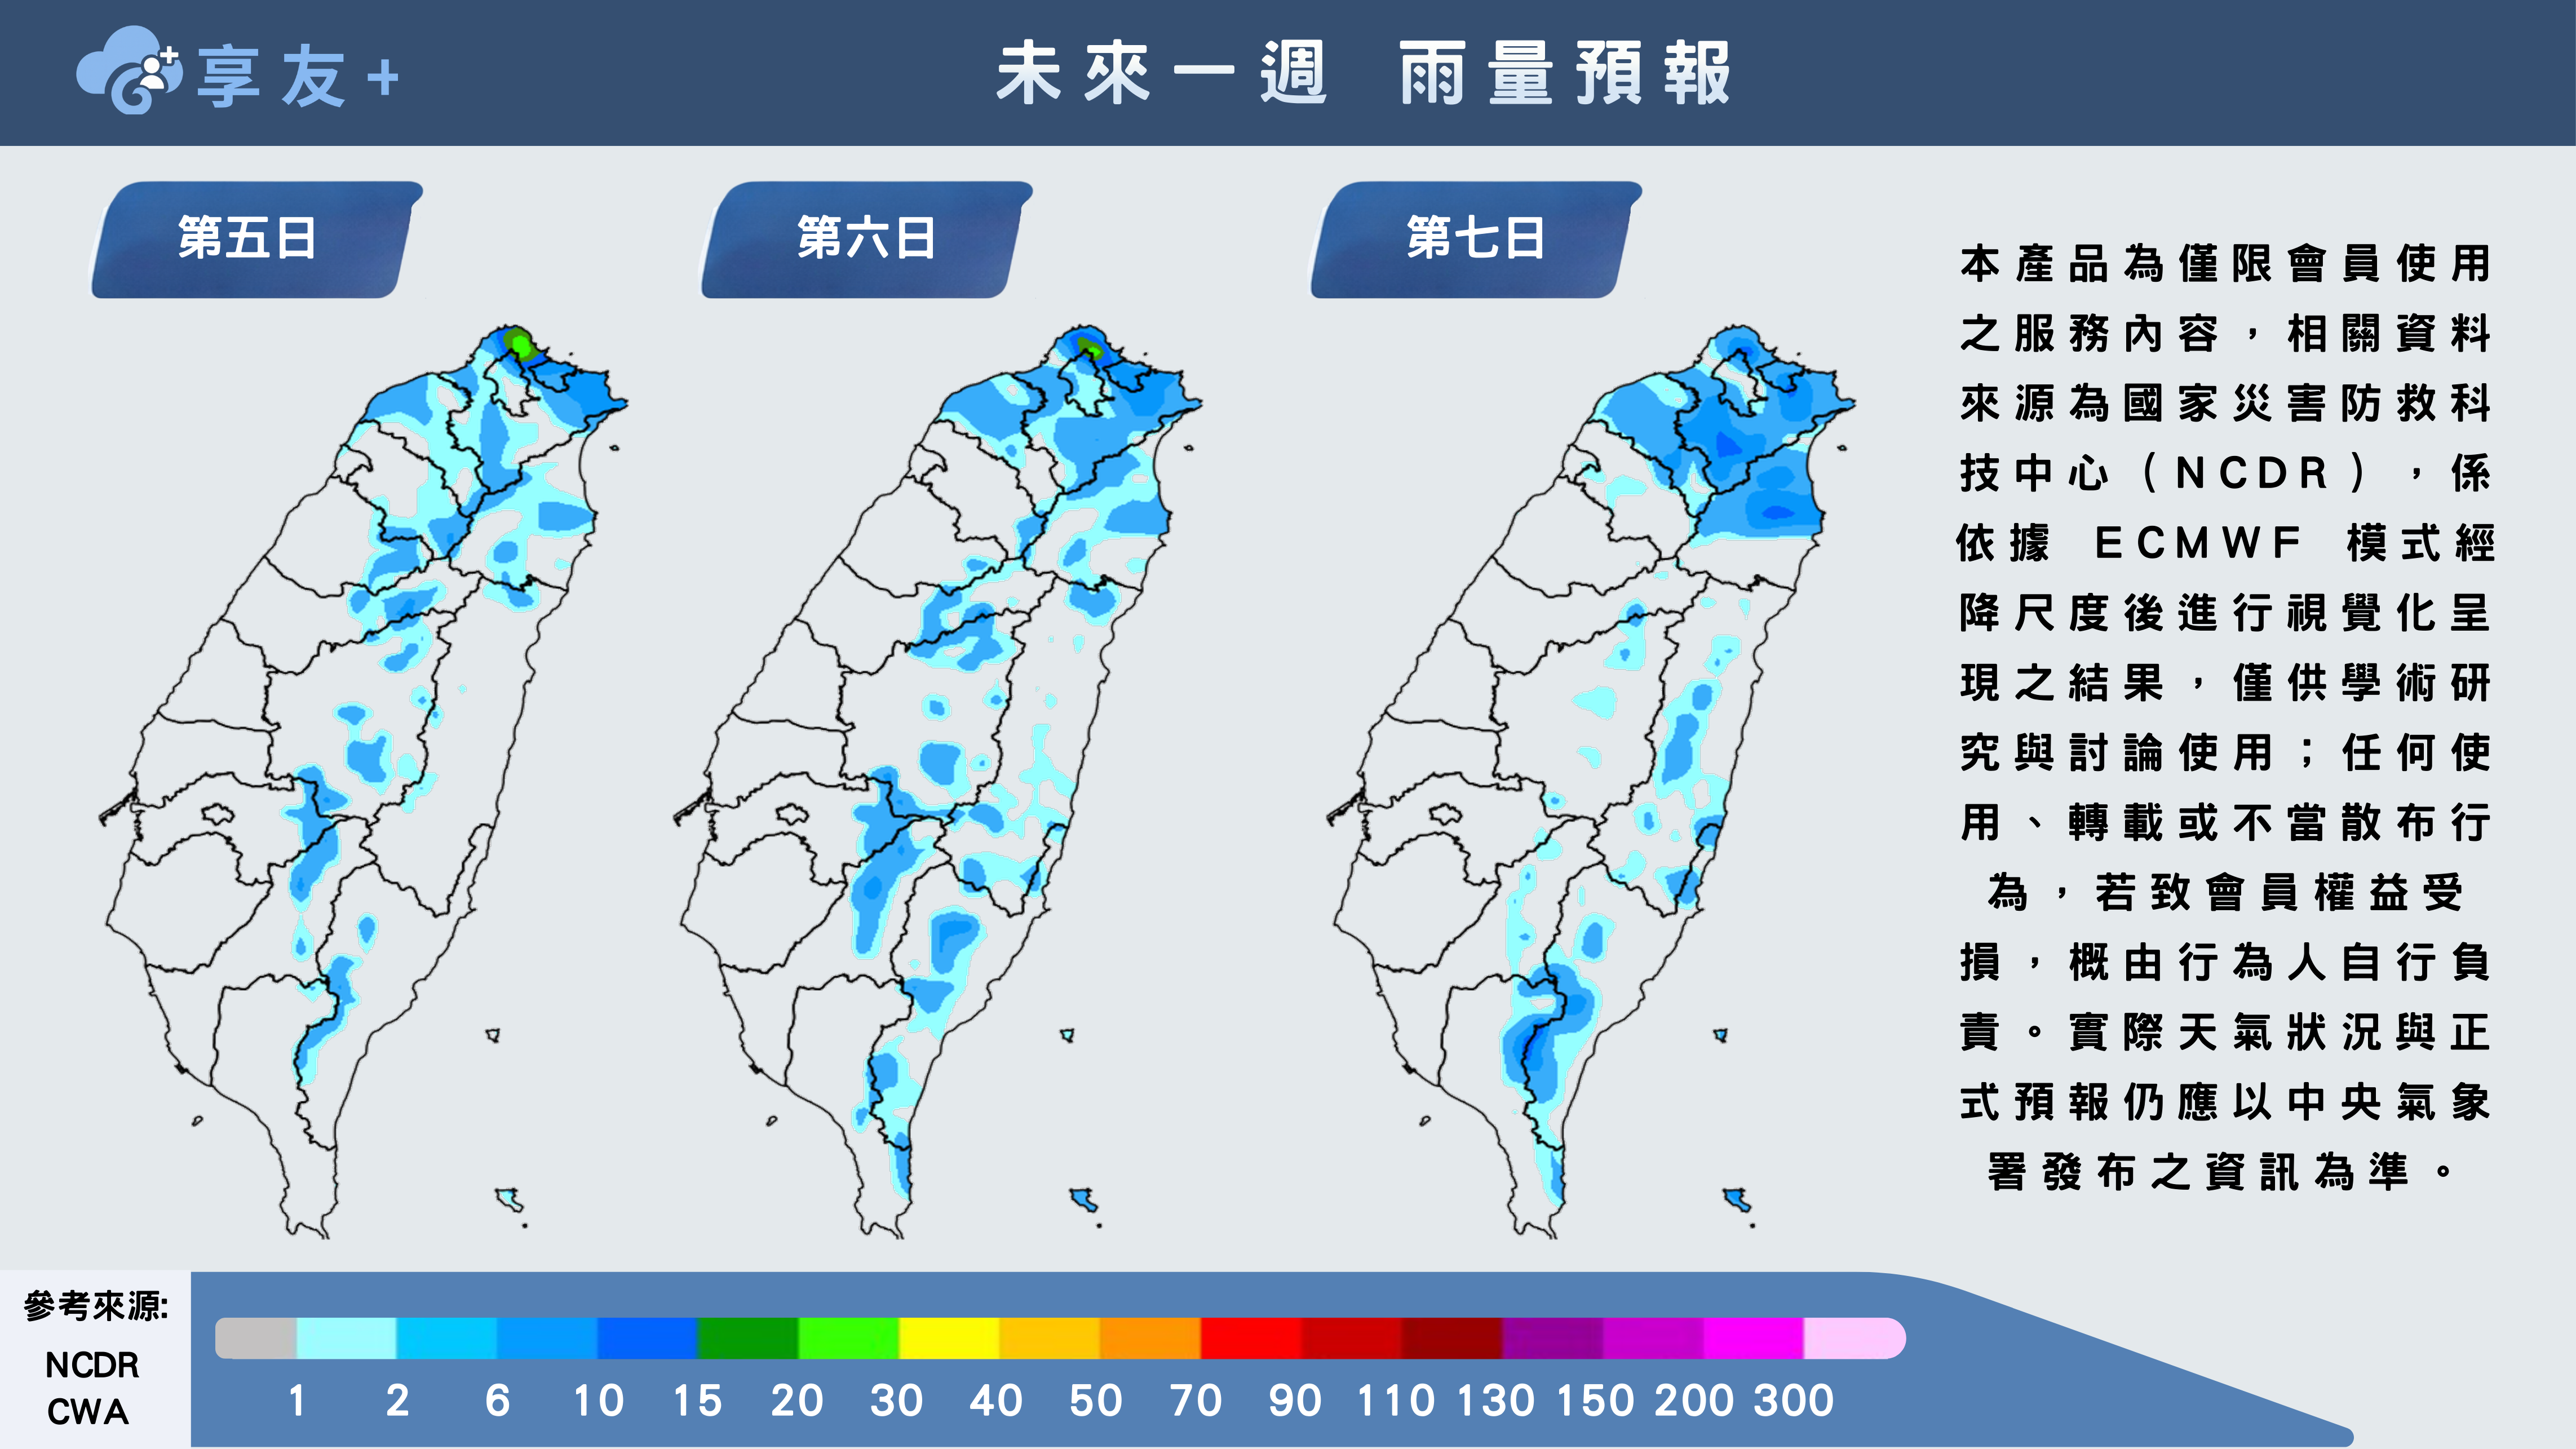 享友+
未來一週 雨量預報
第五日
第六日
第七日
本產品為僅限會員使用
之服務內容，相關資料
來源為國家災害防救科
技中心(NCDR)，係
依據 ECMWF 模式經
降尺度後進行視覺化呈
現之結果，僅供學術研
究與討論使用；任何使
用、轉載或不當散布行
為，若致會員權益受
損，概由行為人自行負
責。實際天氣狀況與正
式預報仍應以中央氣象
署發布之資訊為準。
參考來源:
NCDR
CWA
1 2 6 10 15 20 30 40 50 70 90 110 130 150 200 300